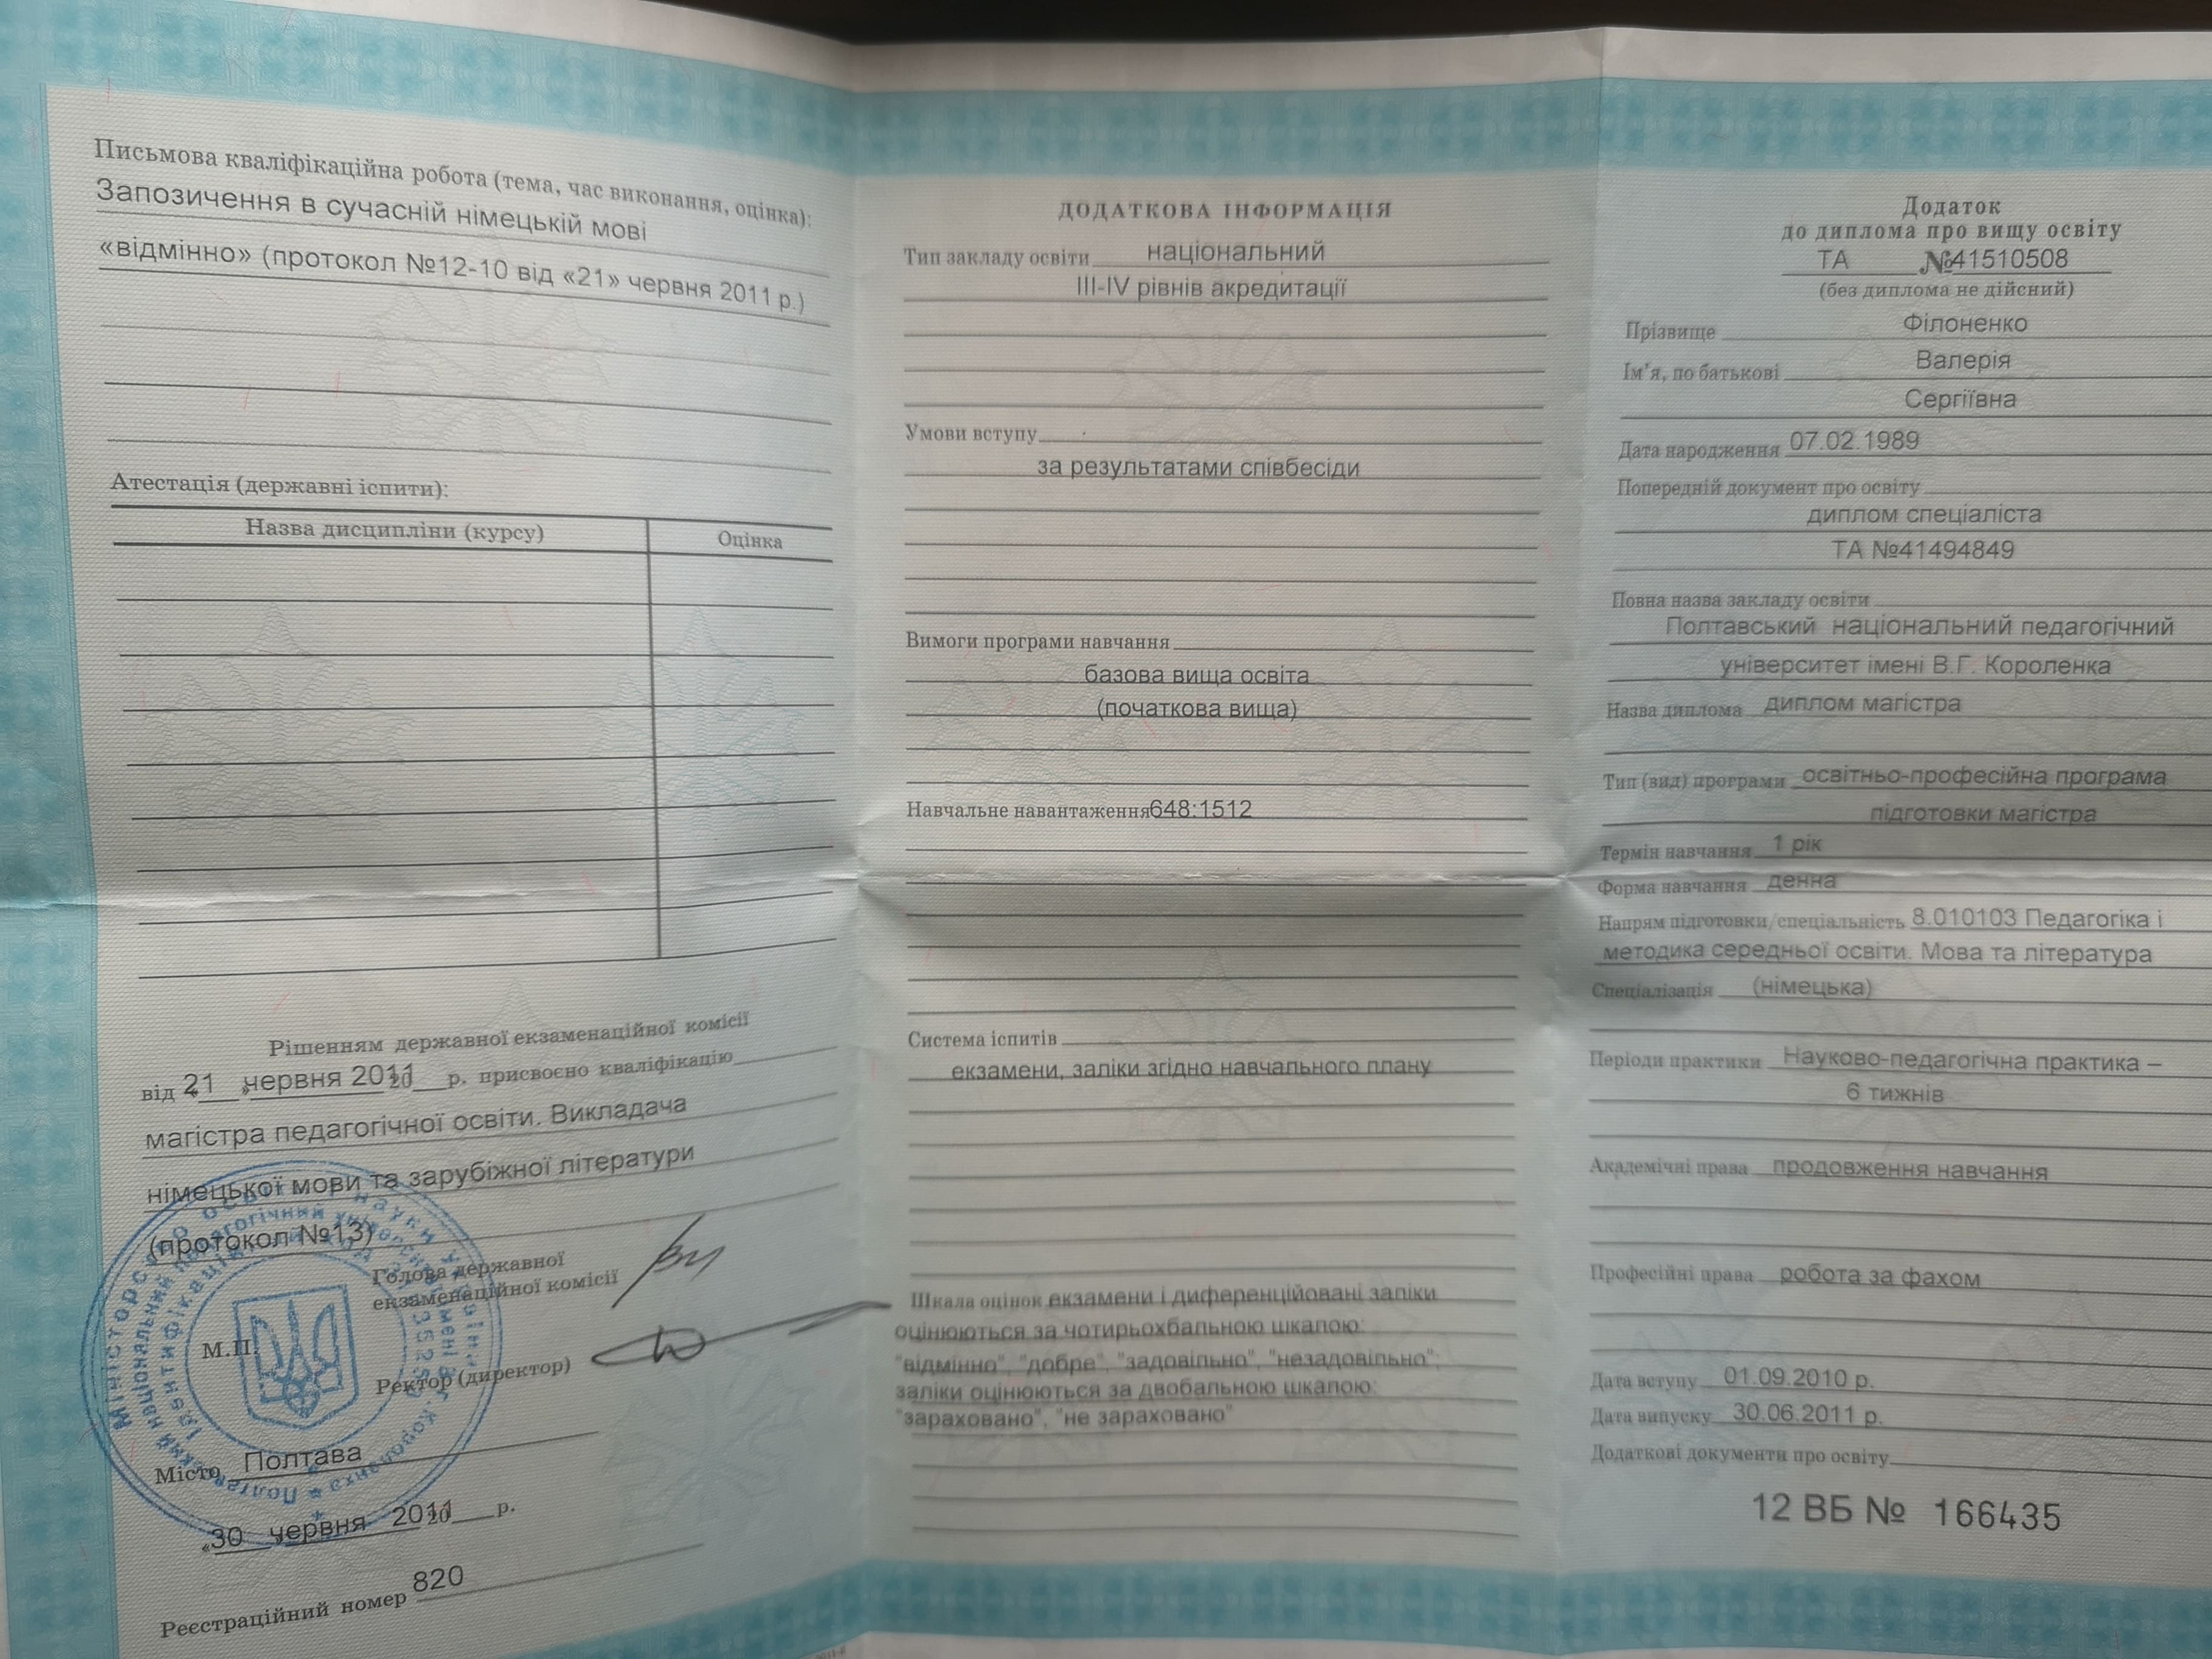 Письмова кваліфікаційна робота (тема, час виконання, оцінка):
Запозичення в сучасній німецькій мові
«відмінно» (протокол №12-10 від «21» червня 2011 р.)
Атестація (державні іспити):
Назва дисципліни (курсу) Оцінка
Рішенням державної екзаменаційної комісії
від «21» червня 2011 р. присвоєно кваліфікацію
магістра педагогічної освіти. Викладача
німецької мови та зарубіжної літератури
(протокол №13)
Голова державної
екзаменаційної комісії
М.П.
Ректор (директор)
Місто Полтава
«30 червня 2011 р.
Реєстраційний номер 820
ДОДАТКОВА ІНФОРМАЦІЯ
Тип закладу освіти національний
III-IV рівнів акредитації
Умови вступу
за результатами співбесіди
Вимоги програми навчання
базова вища освіта
(початкова вища)
Навчальне навантаження 648:1512
Система іспитів
екзамени, заліки згідно навчального плану
Шкала оцінок екзамени і диференційовані заліки
оцінюються за чотирьохбальною шкалою:
"відмінно", "добре", "задовільно", "незадовільно";
заліки оцінюються за двобальною шкалою:
"зараховано", "не зараховано"
Додаток
до диплома про вищу освіту
ТА №41510508
(без диплома не дійсний)
Прізвище Філоненко
Ім’я, по батькові Валерія
Сергіївна
Дата народження 07.02.1989
Попередній документ про освіту
диплом спеціаліста
ТА №41494849
Повна назва закладу освіти
Полтавський національний педагогічний
університет імені В.Г. Короленка
Назва диплома диплом магістра
Тип (вид) програми освітньо-професійна програма
підготовки магістра
Термін навчання 1 рік
Форма навчання денна
Напрям підготовки/спеціальність 8.010103 Педагогіка і
методика середньої освіти. Мова та література
Спеціалізація (німецька)
Періоди практики Науково-педагогічна практика –
6 тижнів
Академічні права продовження навчання
Професійні права робота за фахом
Дата вступу 01.09.2010 р.
Дата випуску 30.06.2011 р.
Додаткові документи про освіту
12 ВБ № 166435